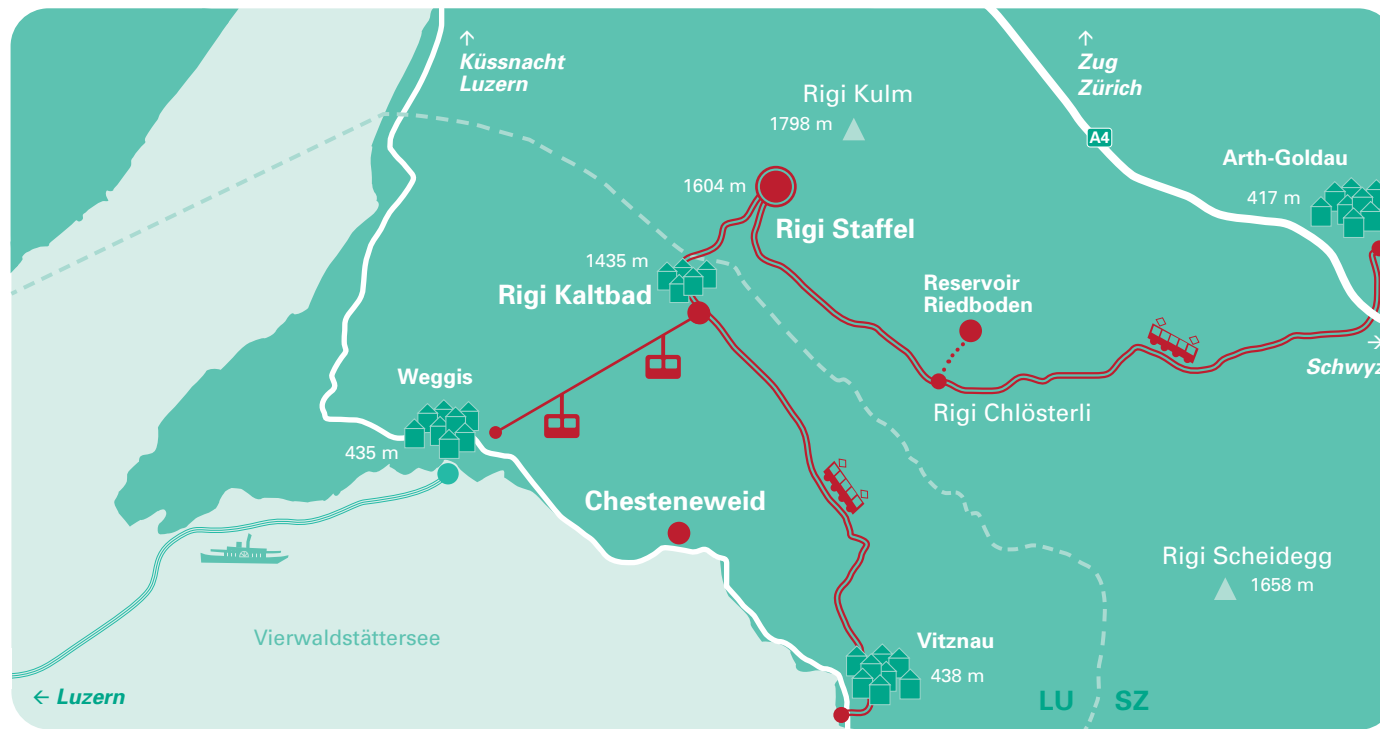 ↑
Küssnacht
Luzern
↑
Zug
Zürich
Rigi Kulm
1798 m
A4
Arth-Goldau
417 m
1604 m
Rigi Staffel
1435 m
Rigi Kaltbad
Reservoir
Riedboden
→
Schwyz
Weggis
Rigi Chlösterli
435 m
Chesteneweid
Rigi Scheidegg
1658 m
Vierwaldstättersee
Vitznau
438 m
← Luzern
LU SZ